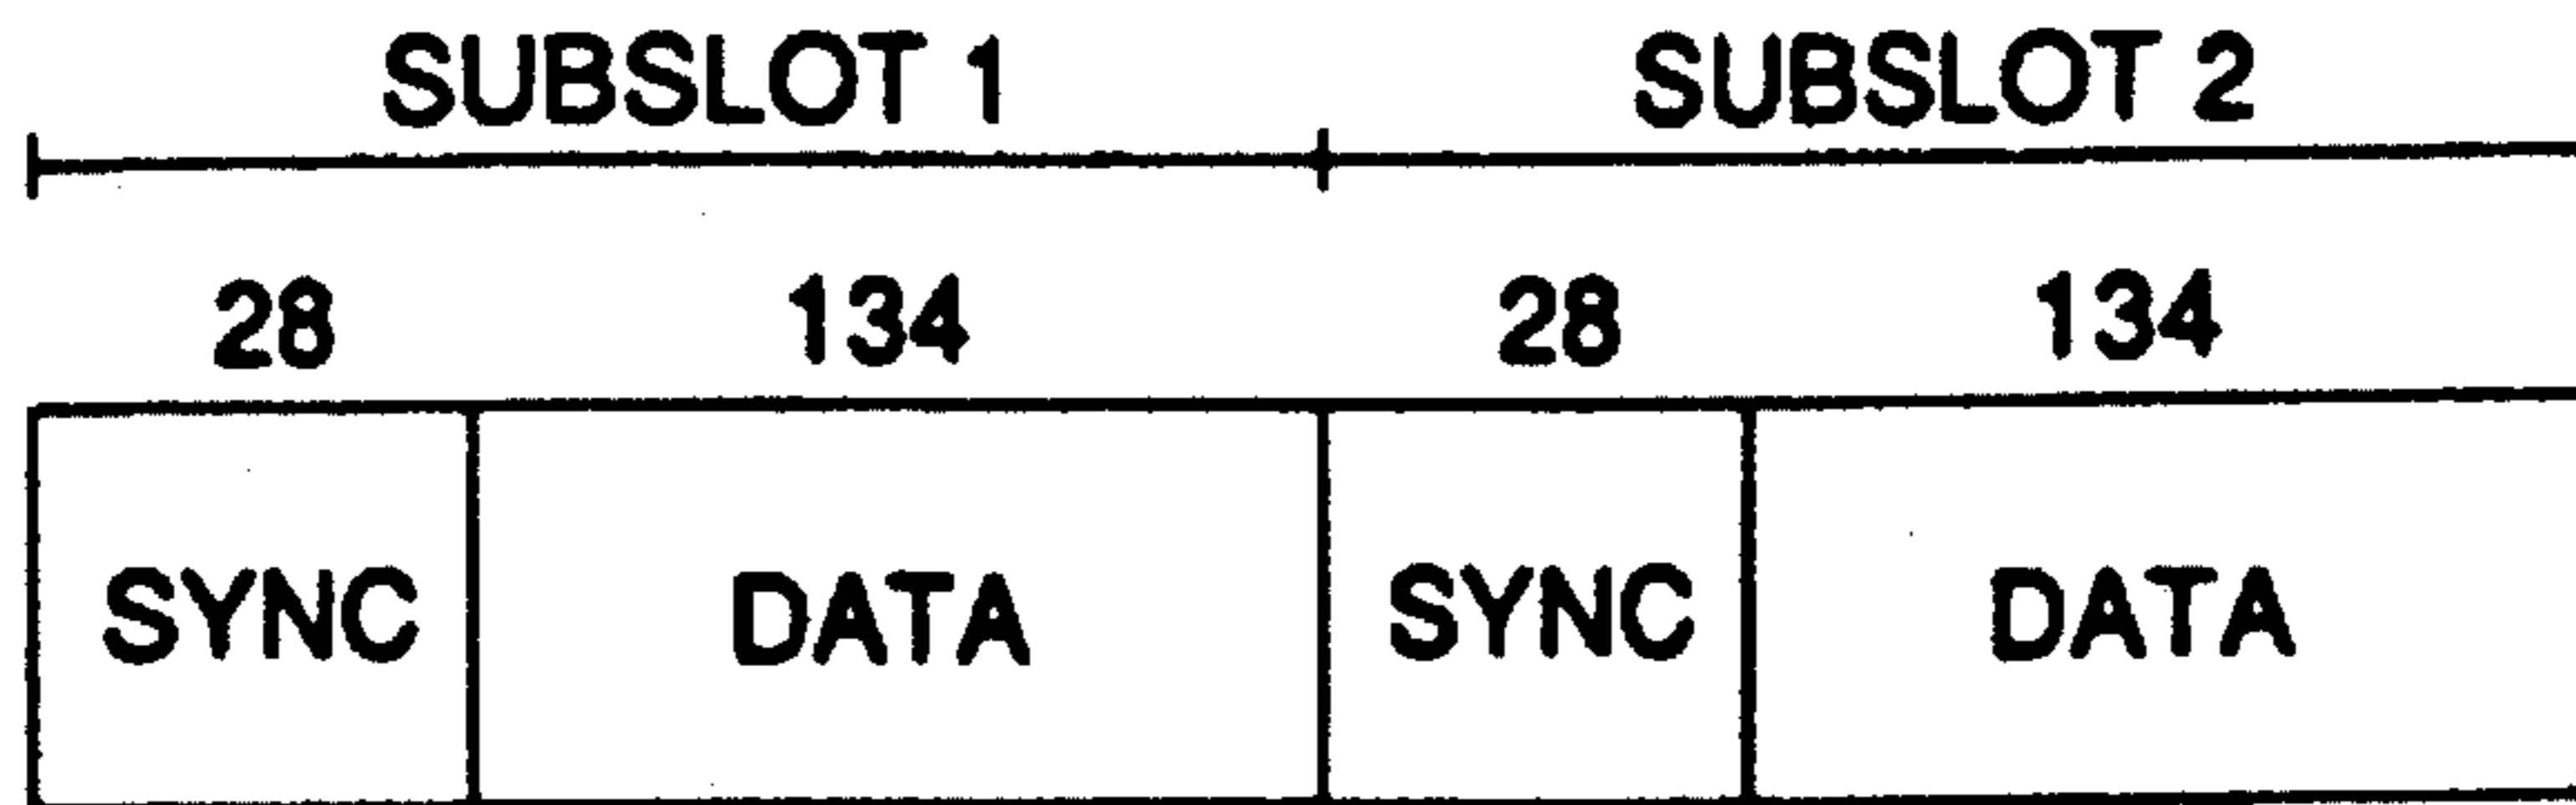 SUBSLOT 1 SUBSLOT 2
28 134 28 134
SYNC DATA SYNC DATA